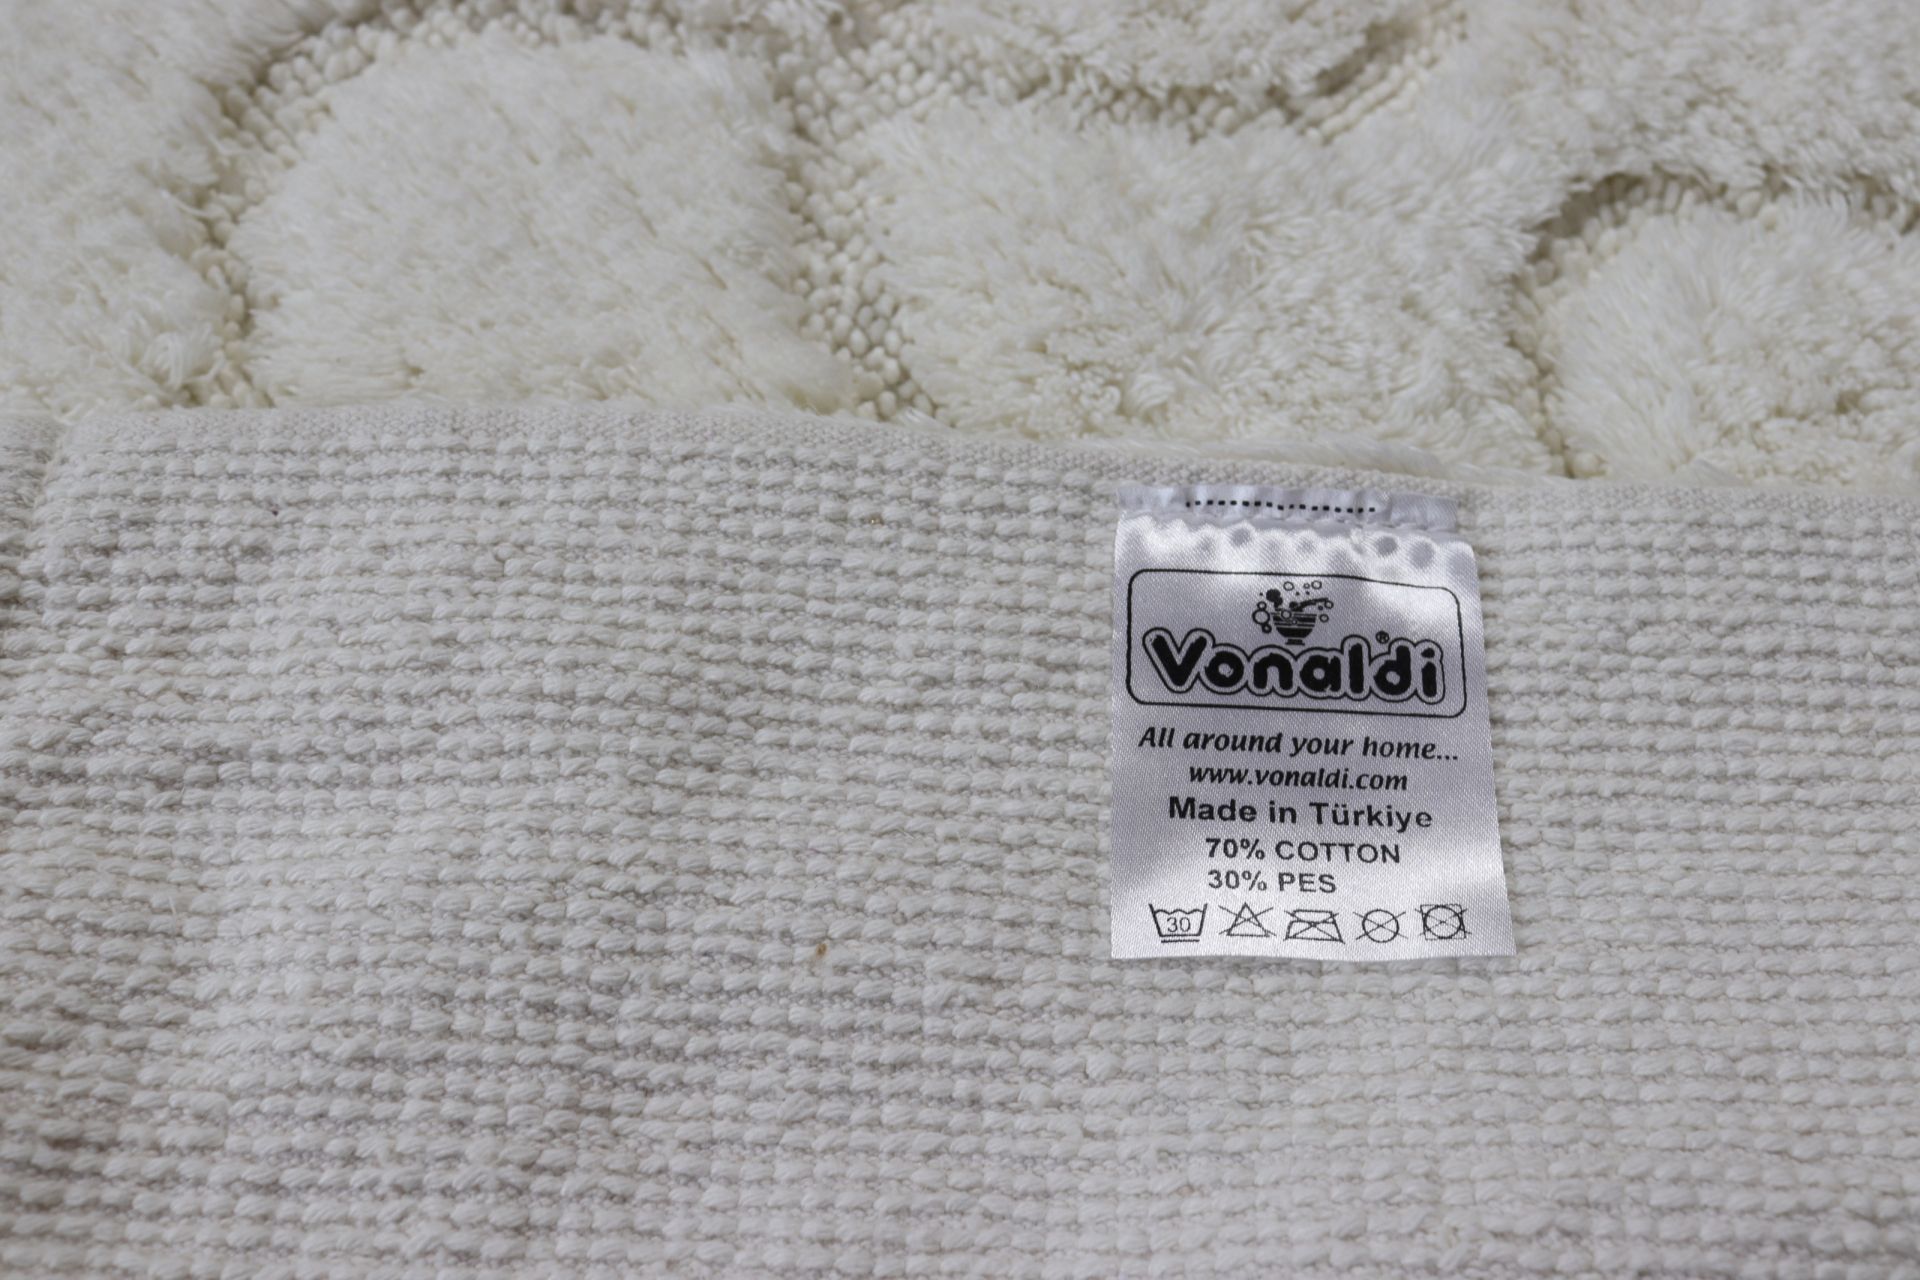 Vonaldi®
All around your home...
www.vonaldi.com
Made in Türkiye
70% COTTON
30% PES
30